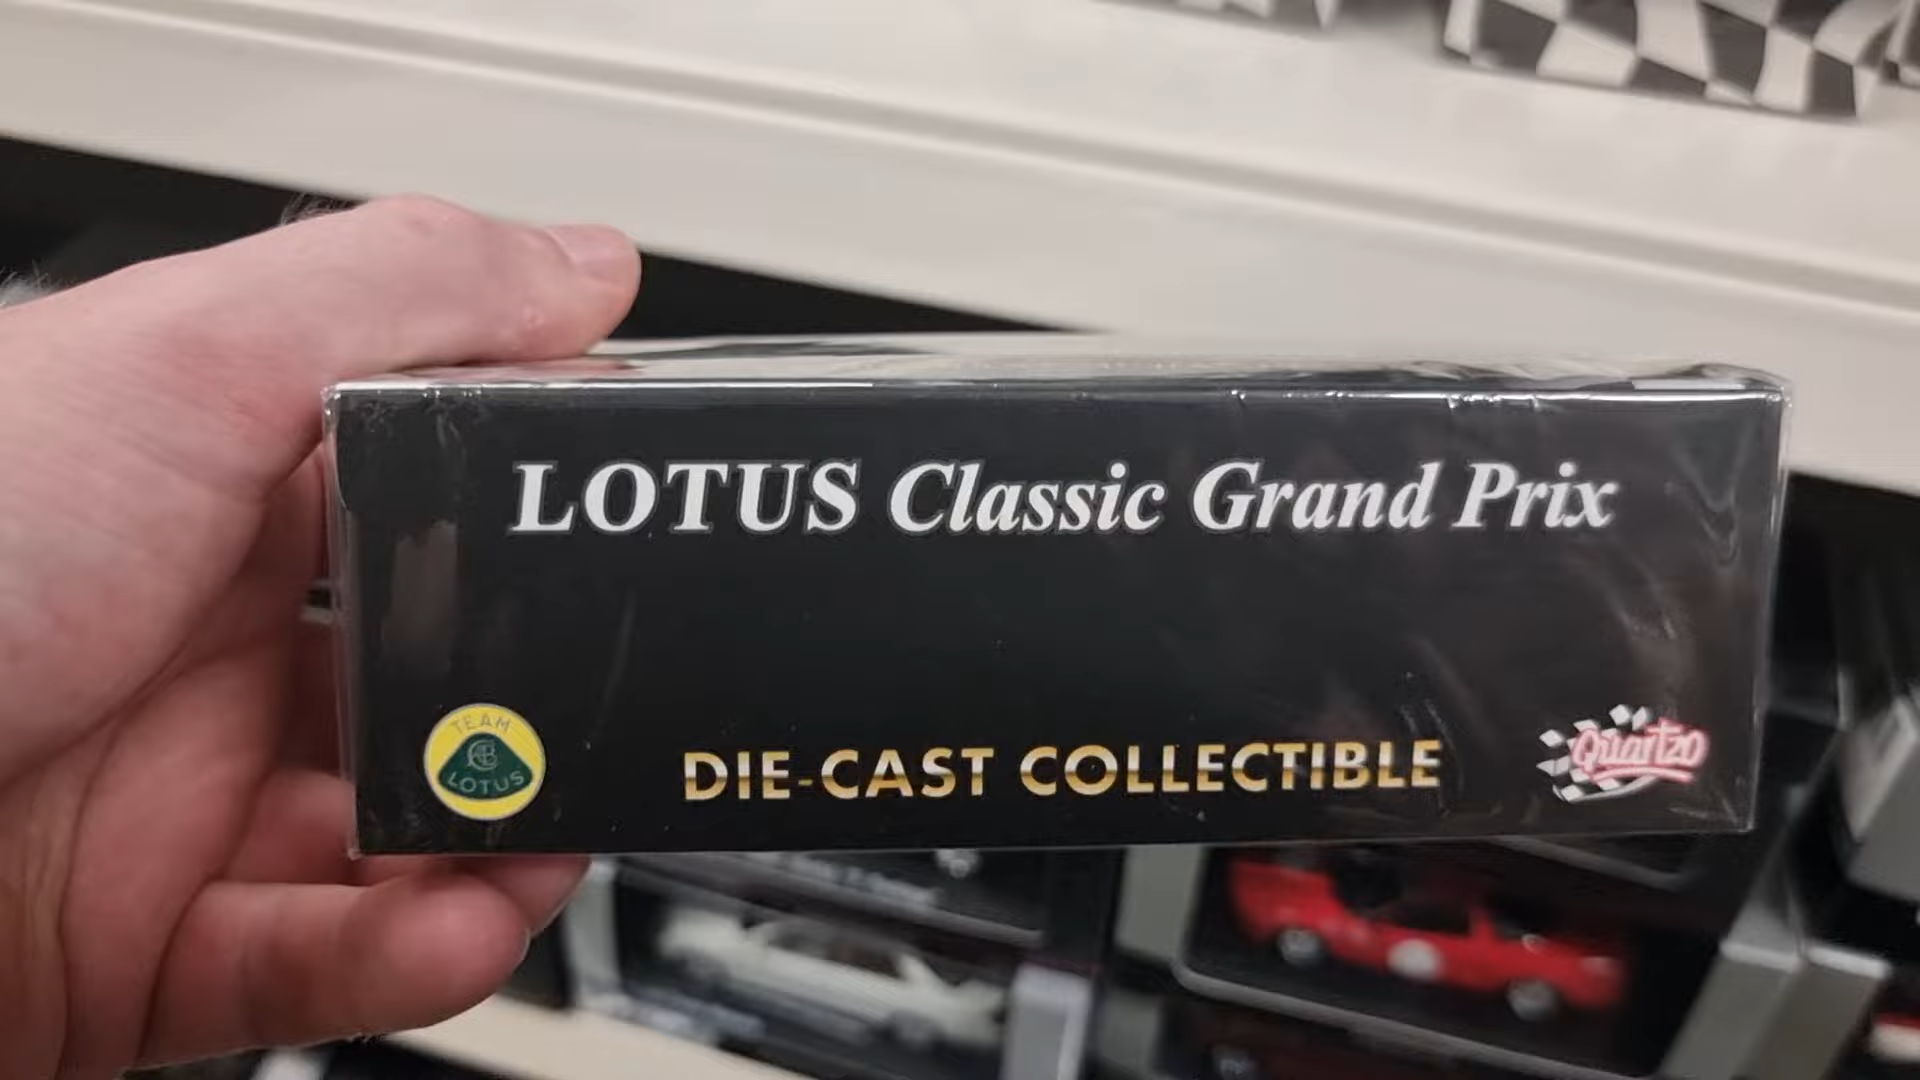 LOTUS Classic Grand Prix
TEAM
LOTUS
DIE-CAST COLLECTIBLE
Quartzo